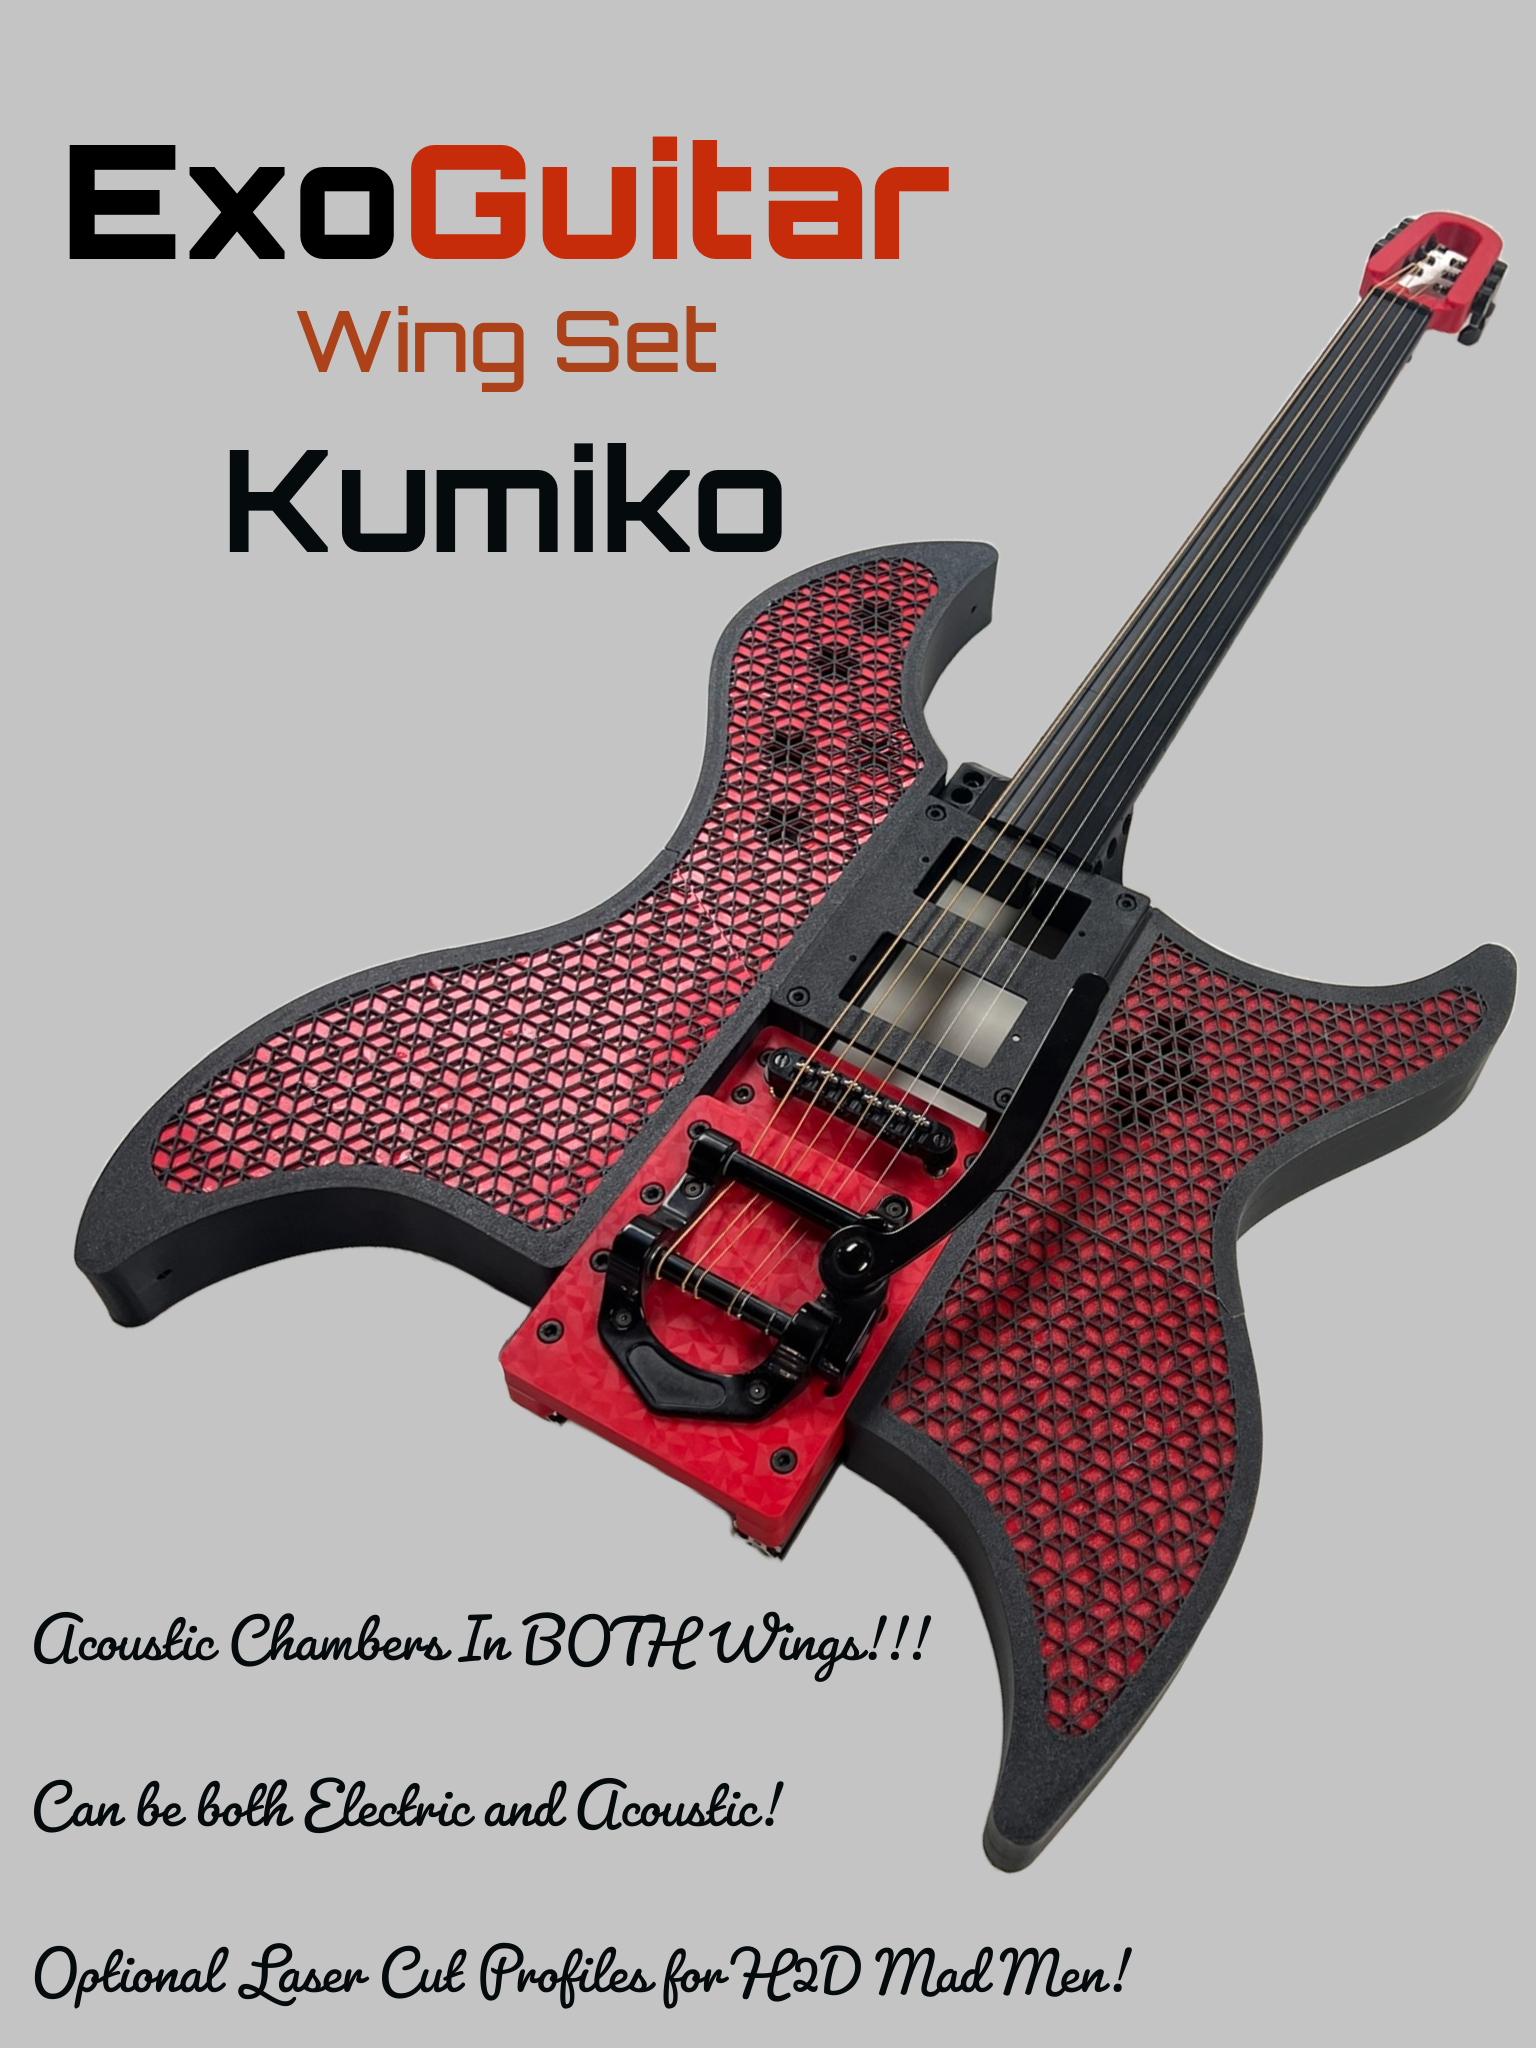 ExoGuitar
Wing Set
Kumiko
Acoustic Chambers In BOTH Wings!!!
Can be both Electric and Acoustic!
Optional Laser Cut Profiles for H2D Mad Men!